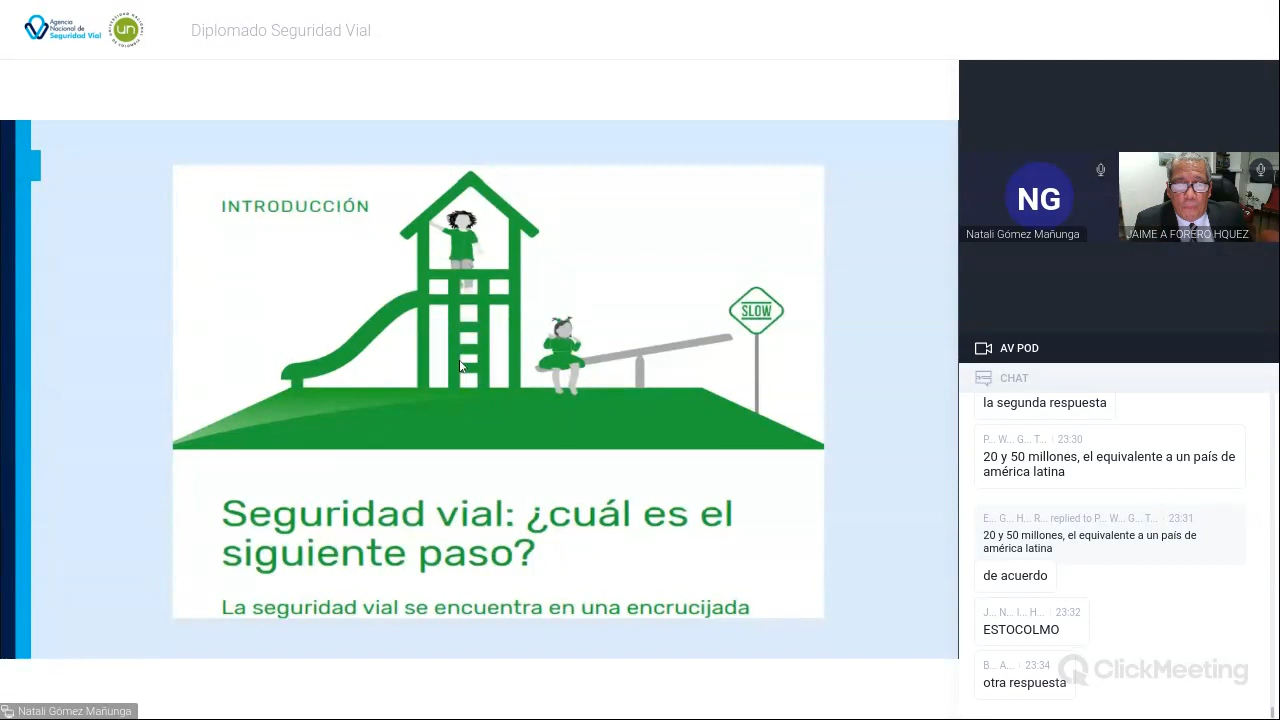 Agencia
Nacional de
Seguridad Vial
un
Diplomado Seguridad Vial
INTRODUCCIÓN
SLOW
Seguridad vial: ¿cuál es el
siguiente paso?
La seguridad vial se encuentra en una encrucijada
NG
Natali Gómez Mañunga
JAIME A FORERO HQUEZ
AV POD
CHAT
la segunda respuesta
P... W... G... T... 23:30
20 y 50 millones, el equivalente a un país de
américa latina
E... G... H... R... replied to P... W... G... T... 23:31
20 y 50 millones, el equivalente a un país de
américa latina
de acuerdo
J... N... I... H... 23:32
ESTOCOLMO
B... A... 23:34
otra respuesta
ClickMeeting
Natali Gómez Mañunga